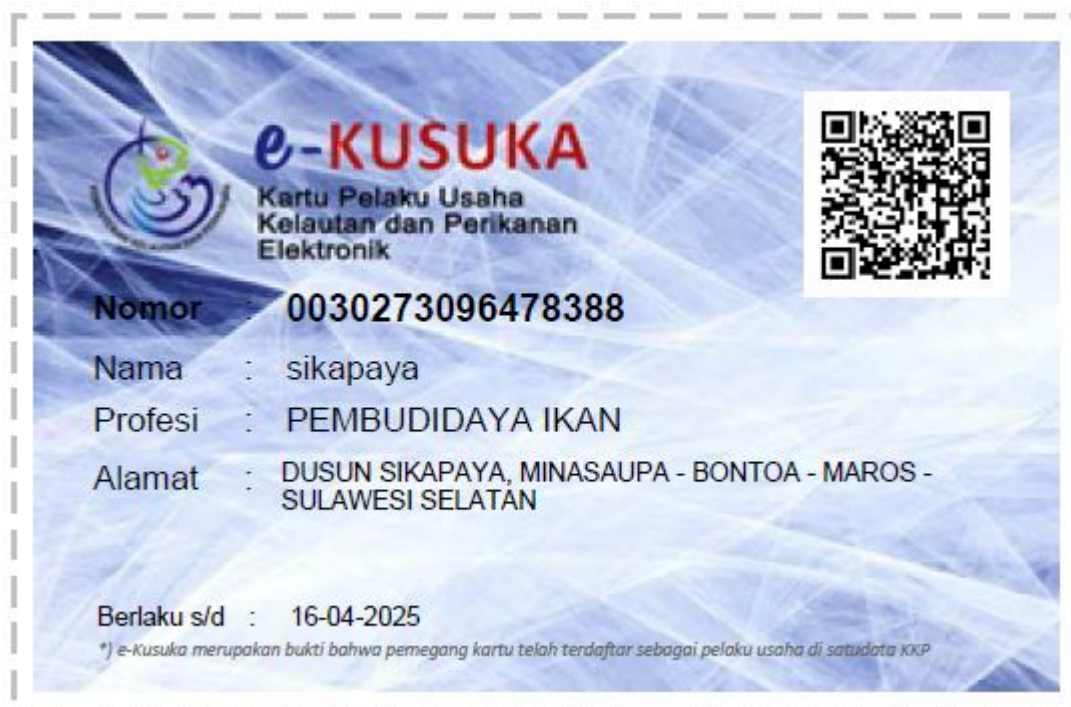 e-KUSUKA
Kartu Pelaku Usaha
Kelautan dan Perikanan
Elektronik
Nomor : 0030273096478388
Nama : sikapaya
Profesi : PEMBUDIDAYA IKAN
Alamat : DUSUN SIKAPAYA, MINASAUPA - BONTOA - MAROS -
SULAWESI SELATAN
Berlaku s/d : 16-04-2025
*) e-Kusuka merupakan bukti bahwa pemegang kartu telah terdaftar sebagai pelaku usaha di satudata KKP